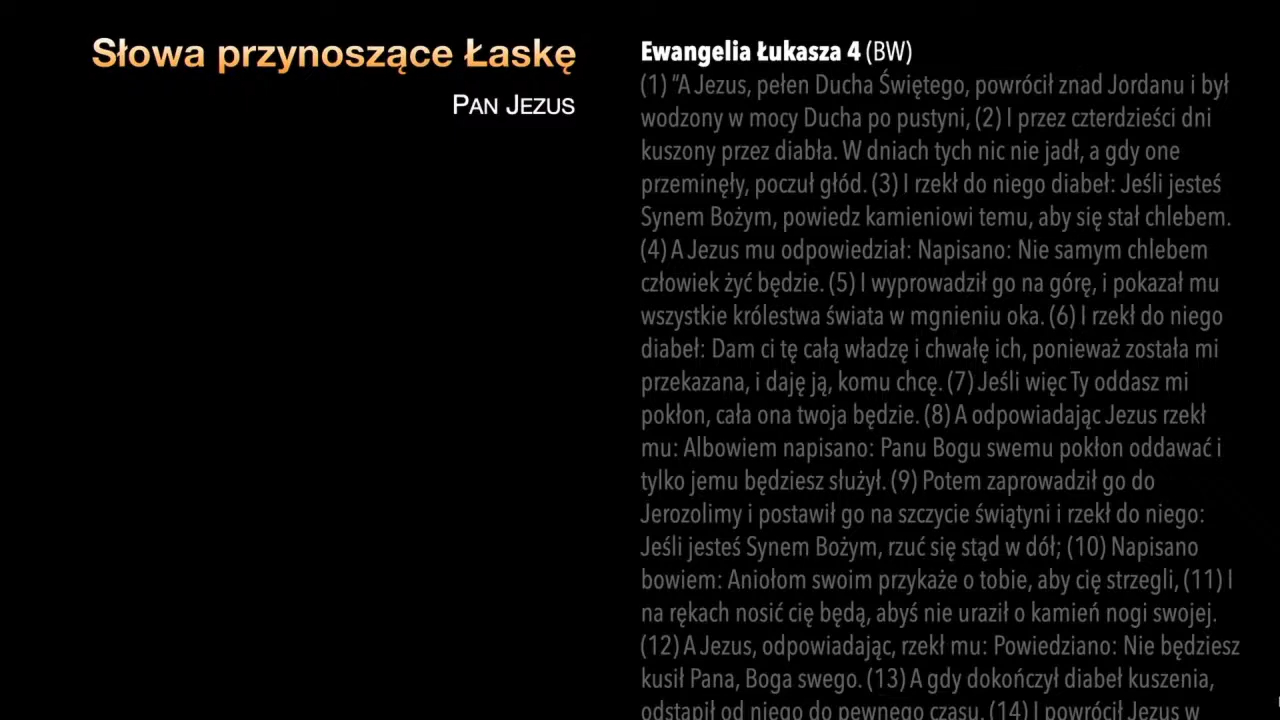 Słowa przynoszące Łaskę
Pan Jezus
Ewangelia Łukasza 4 (BW)
(1) “A Jezus, pełen Ducha Świętego, powrócił znad Jordanu i był
wodzony w mocy Ducha po pustyni, (2) I przez czterdzieści dni
kuszony przez diabła. W dniach tych nic nie jadł, a gdy one
przeminęły, poczuł głód. (3) I rzekł do niego diabeł: Jeśli jesteś
Synem Bożym, powiedz kamieniowi temu, aby się stał chlebem.
(4) A Jezus mu odpowiedział: Napisano: Nie samym chlebem
człowiek żyć będzie. (5) I wyprowadził go na górę, i pokazał mu
wszystkie królestwa świata w mgnieniu oka. (6) I rzekł do niego
diabeł: Dam ci tę całą władzę i chwałę ich, ponieważ została mi
przekazana, i daję ją, komu chcę. (7) Jeśli więc Ty oddasz mi
pokłon, cała ona twoja będzie. (8) A odpowiadając Jezus rzekł
mu: Albowiem napisano: Panu Bogu swemu pokłon oddawać i
tylko jemu będziesz służył. (9) Potem zaprowadził go do
Jerozolimy i postawił go na szczycie świątyni i rzekł do niego:
Jeśli jesteś Synem Bożym, rzuć się stąd w dół; (10) Napisano
bowiem: Aniołom swoim przykaże o tobie, aby cię strzegli, (11) I
na rękach nosić cię będą, abyś nie uraził o kamień nogi swojej.
(12) A Jezus, odpowiadając, rzekł mu: Powiedziano: Nie będziesz
kusił Pana, Boga swego. (13) A gdy dokończył diabeł kuszenia,
odstąpił od niego do pewnego czasu. (14) I powrócił Jezus w